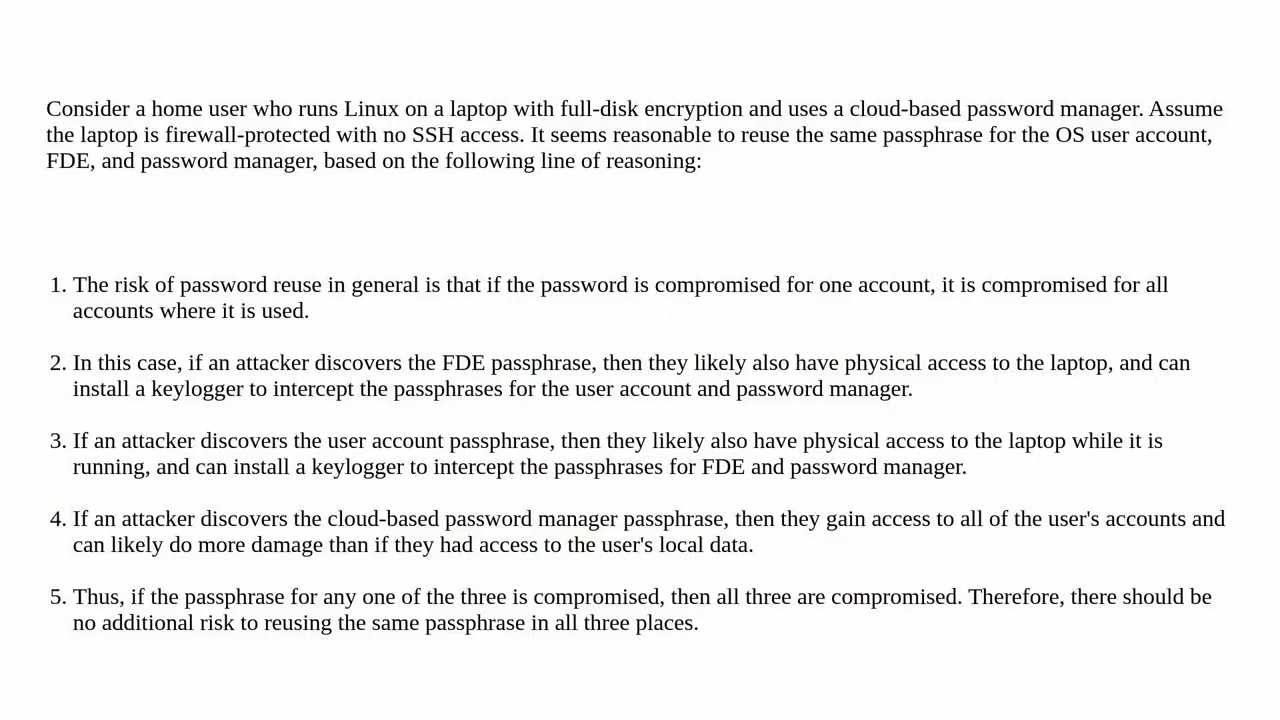 Consider a home user who runs Linux on a laptop with full-disk encryption and uses a cloud-based password manager. Assume
the laptop is firewall-protected with no SSH access. It seems reasonable to reuse the same passphrase for the OS user account,
FDE, and password manager, based on the following line of reasoning:
1. The risk of password reuse in general is that if the password is compromised for one account, it is compromised for all
accounts where it is used.
2. In this case, if an attacker discovers the FDE passphrase, then they likely also have physical access to the laptop, and can
install a keylogger to intercept the passphrases for the user account and password manager.
3. If an attacker discovers the user account passphrase, then they likely also have physical access to the laptop while it is
running, and can install a keylogger to intercept the passphrases for FDE and password manager.
4. If an attacker discovers the cloud-based password manager passphrase, then they gain access to all of the user's accounts and
can likely do more damage than if they had access to the user's local data.
5. Thus, if the passphrase for any one of the three is compromised, then all three are compromised. Therefore, there should be
no additional risk to reusing the same passphrase in all three places.